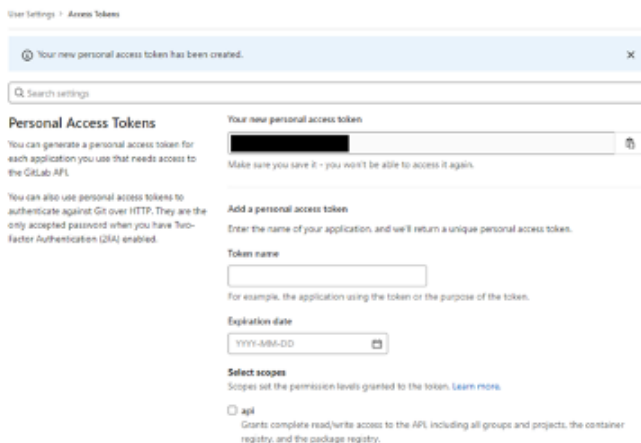 User Settings > Access Tokens
Your new personal access token has been created.
Search settings
Personal Access Tokens
You can generate a personal access token for
each application you use that needs access to
the GitLab API.
You can also use personal access tokens to
authenticate against Git over HTTP. They are the
only accepted password when you have Two-
Factor Authentication (2FA) enabled.
Your new personal access token
Make sure you save it - you won't be able to access it again.
Add a personal access token
Enter the name of your application, and we'll return a unique personal access token.
Token name
For example, the application using the token or the purpose of the token.
Expiration date
YYYY-MM-DD
Select scopes
Scopes set the permission levels granted to the token. Learn more.
api
Grants complete read/write access to the API, including all groups and projects, the container
registry, and the package registry.